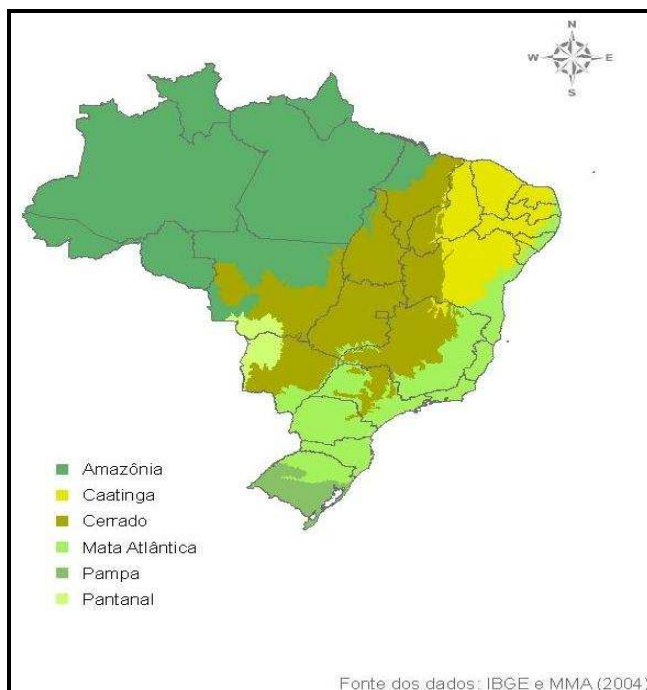 N
W E
S
Amazônia
Caatinga
Cerrado
Mata Atlântica
Pampa
Pantanal
Fonte dos dados: IBGE e MMA (2004)